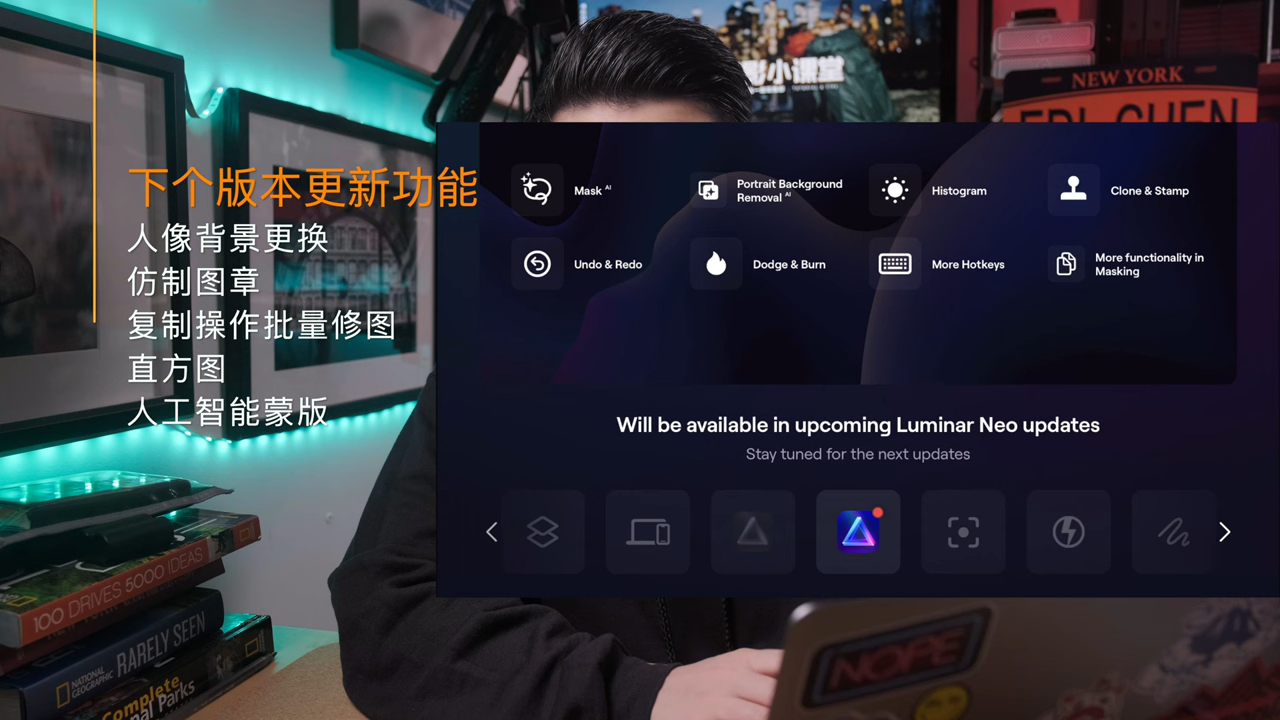 影小课堂
NEW YORK
下个版本更新功能
人像背景更换
仿制图章
复制操作批量修图
直方图
人工智能蒙版
Mask AI
Portrait Background
Removal AI
Histogram
Clone & Stamp
Undo & Redo
Dodge & Burn
More Hotkeys
More functionality in
Masking
Will be available in upcoming Luminar Neo updates
Stay tuned for the next updates
100 DRIVES 5000 IDEAS
NATIONAL
GEOGRAPHIC
RARELY SEEN
Complete
Parks
NOPE